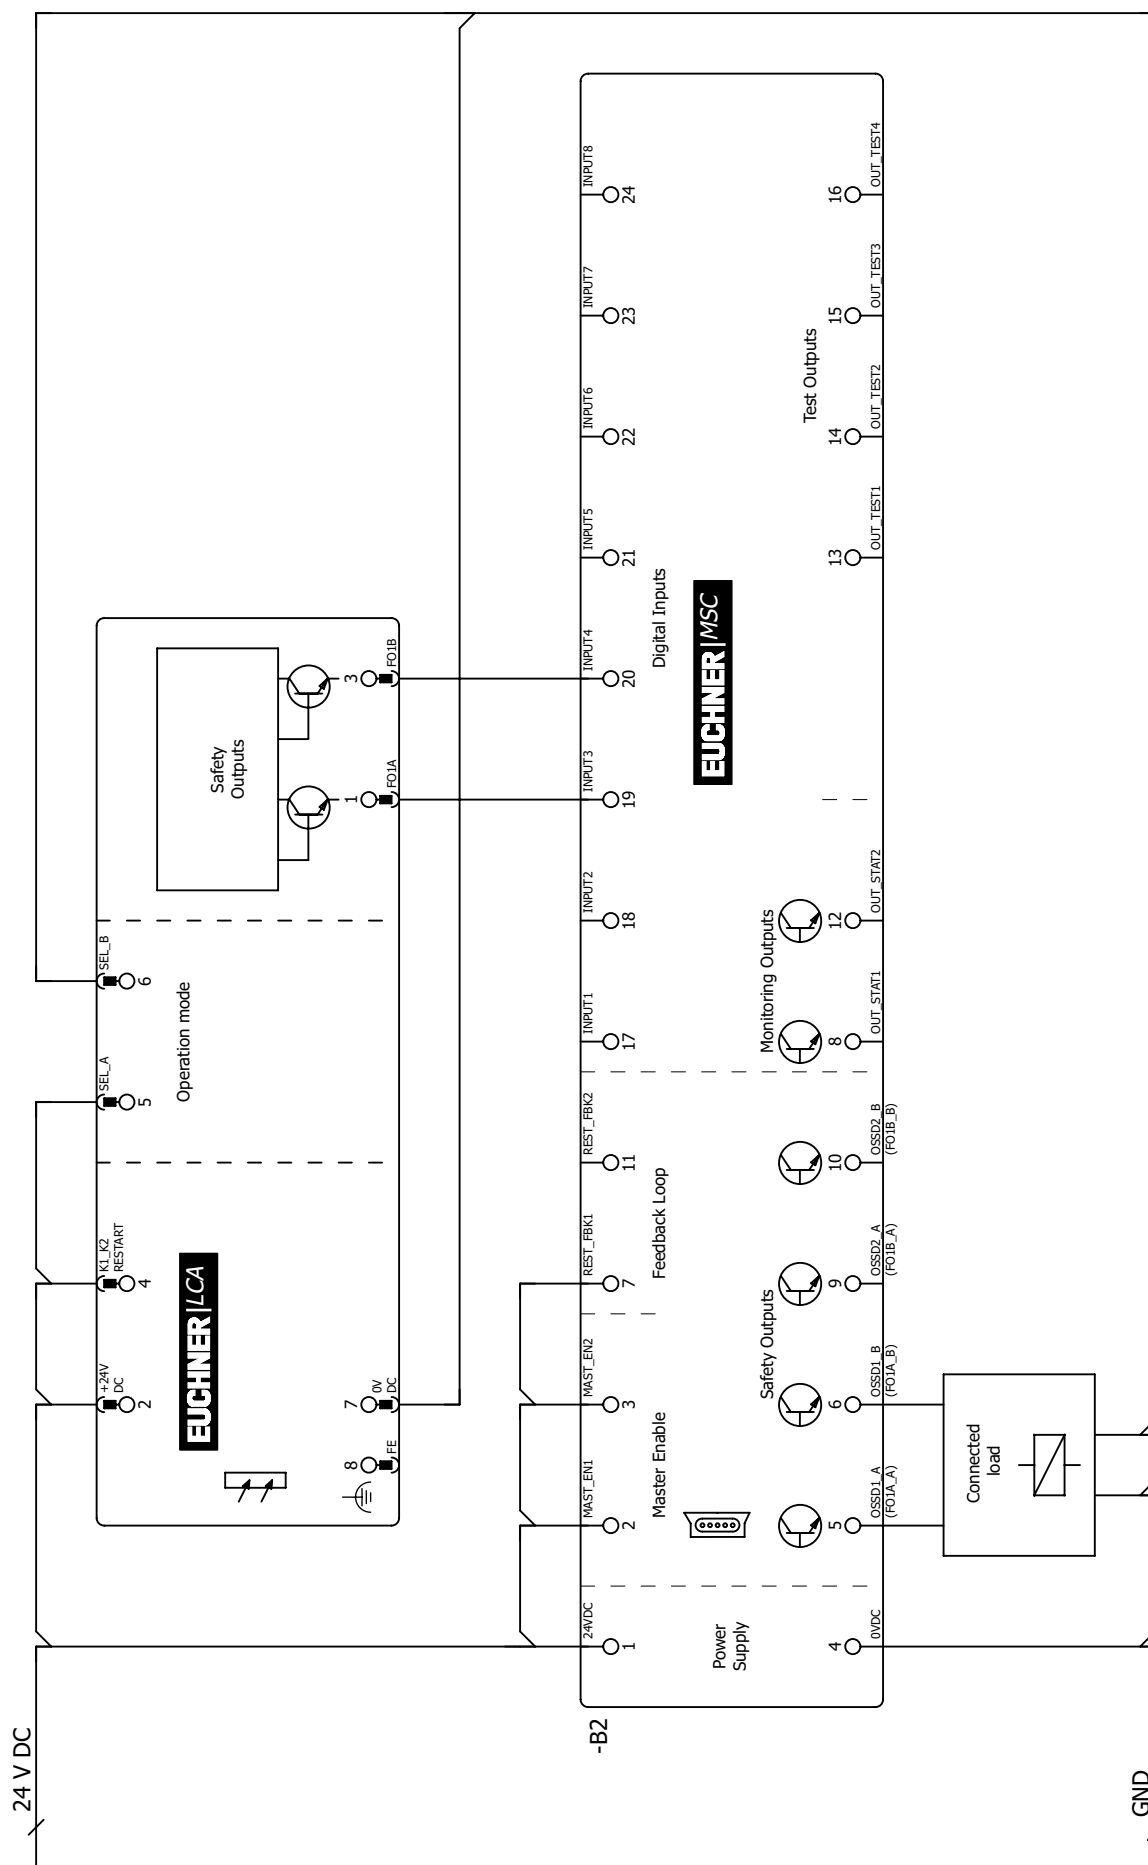 24 V DC
+24V
DC
2
K1_K2
RESTART
4
SEL_A
5
SEL_B
6
EUCHNER|LCA
Operation mode
Safety
Outputs
8
FE
7
0V
DC
1
FO1A
3
FO1B
-B2
24VDC
1
MAST_EN1
2
MAST_EN2
3
REST_FBK1
7
REST_FBK2
11
INPUT1
17
INPUT2
18
INPUT3
19
INPUT4
20
INPUT5
21
INPUT6
22
INPUT7
23
INPUT8
24
Master Enable
Feedback Loop
Digital Inputs
Power
Supply
EUCHNER|MSC
Safety Outputs
Monitoring Outputs
Test Outputs
4
0VDC
5
OSSD1_A
(FO1A_A)
6
OSSD1_B
(FO1A_B)
9
OSSD2_A
(FO1B_A)
10
OSSD2_B
(FO1B_B)
8
OUT_STAT1
12
OUT_STAT2
13
OUT_TEST1
14
OUT_TEST2
15
OUT_TEST3
16
OUT_TEST4
Connected
load
GND